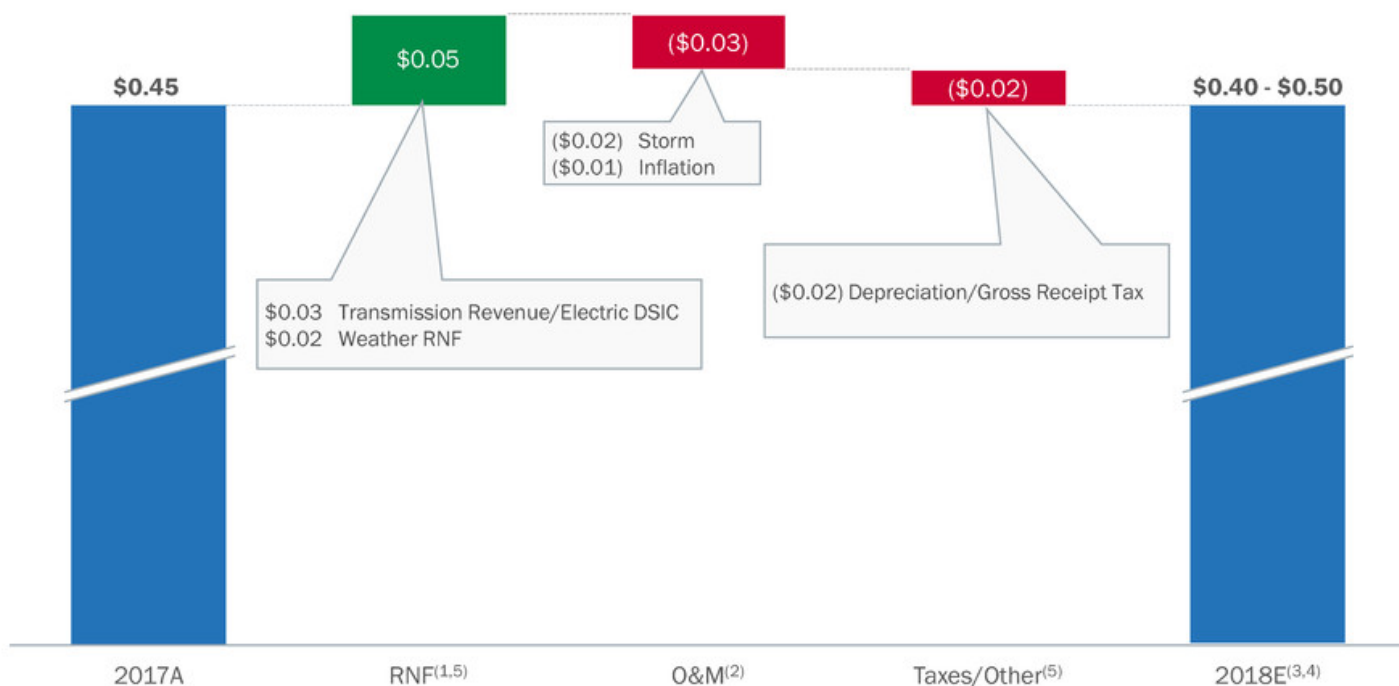 $0.45
$0.05
($0.03)
($0.02)
$0.40 - $0.50
($0.02) Storm
($0.01) Inflation
$0.03 Transmission Revenue/Electric DSIC
$0.02 Weather RNF
($0.02) Depreciation/Gross Receipt Tax
2017A
RNF(1,5)
O&M(2)
Taxes/Other(5)
2018E(3,4)